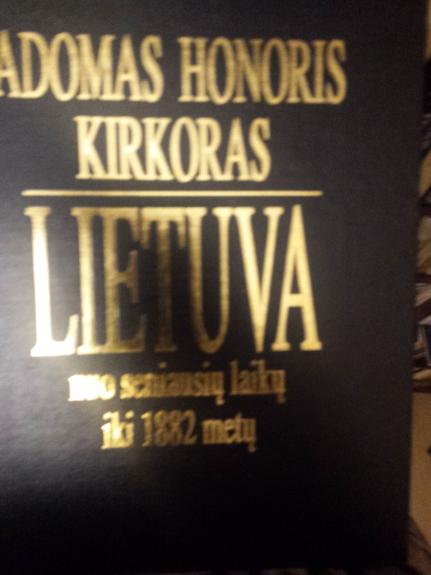 ADOMAS HONORIS
KIRKORAS
LIETUVA
nuo seniausių laikų
iki 1882 metų